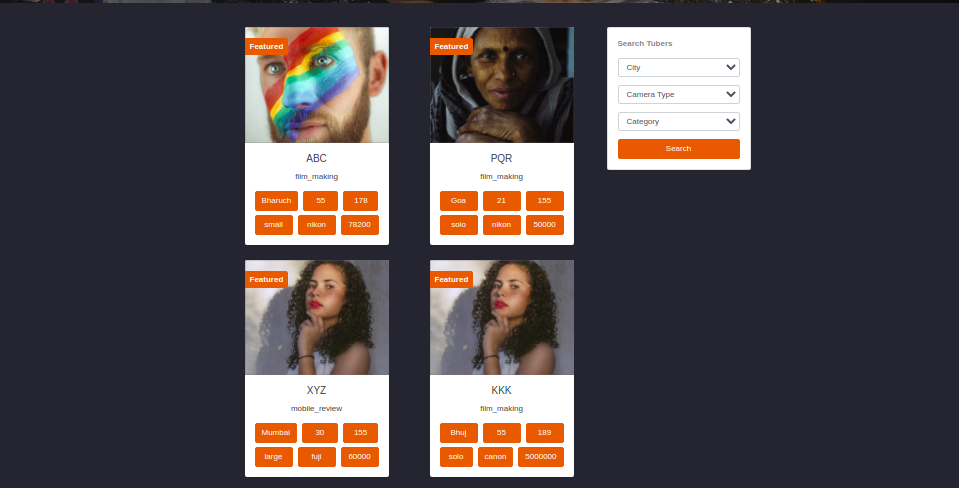 Featured
ABC
film_making
Bharuch 55 178
small nikon 78200
Featured
PQR
film_making
Goa 21 155
solo nikon 50000
Search Tubers
City
Camera Type
Category
Search
Featured
XYZ
mobile_review
Mumbai 30 155
large fuji 60000
Featured
KKK
film_making
Bhuj 55 189
solo canon 5000000